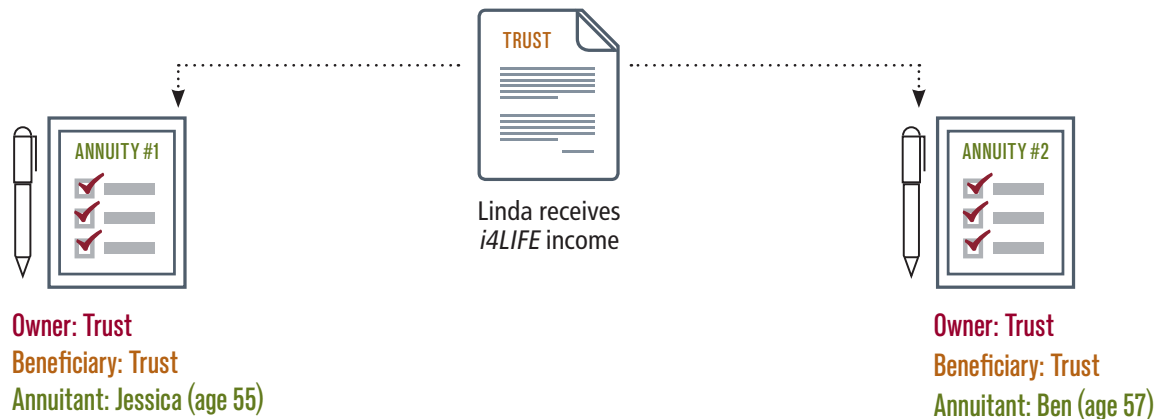 TRUST
ANNUITY #1
ANNUITY #2
Linda receives
i4LIFE income
Owner: Trust
Beneficiary: Trust
Annuitant: Jessica (age 55)
Owner: Trust
Beneficiary: Trust
Annuitant: Ben (age 57)